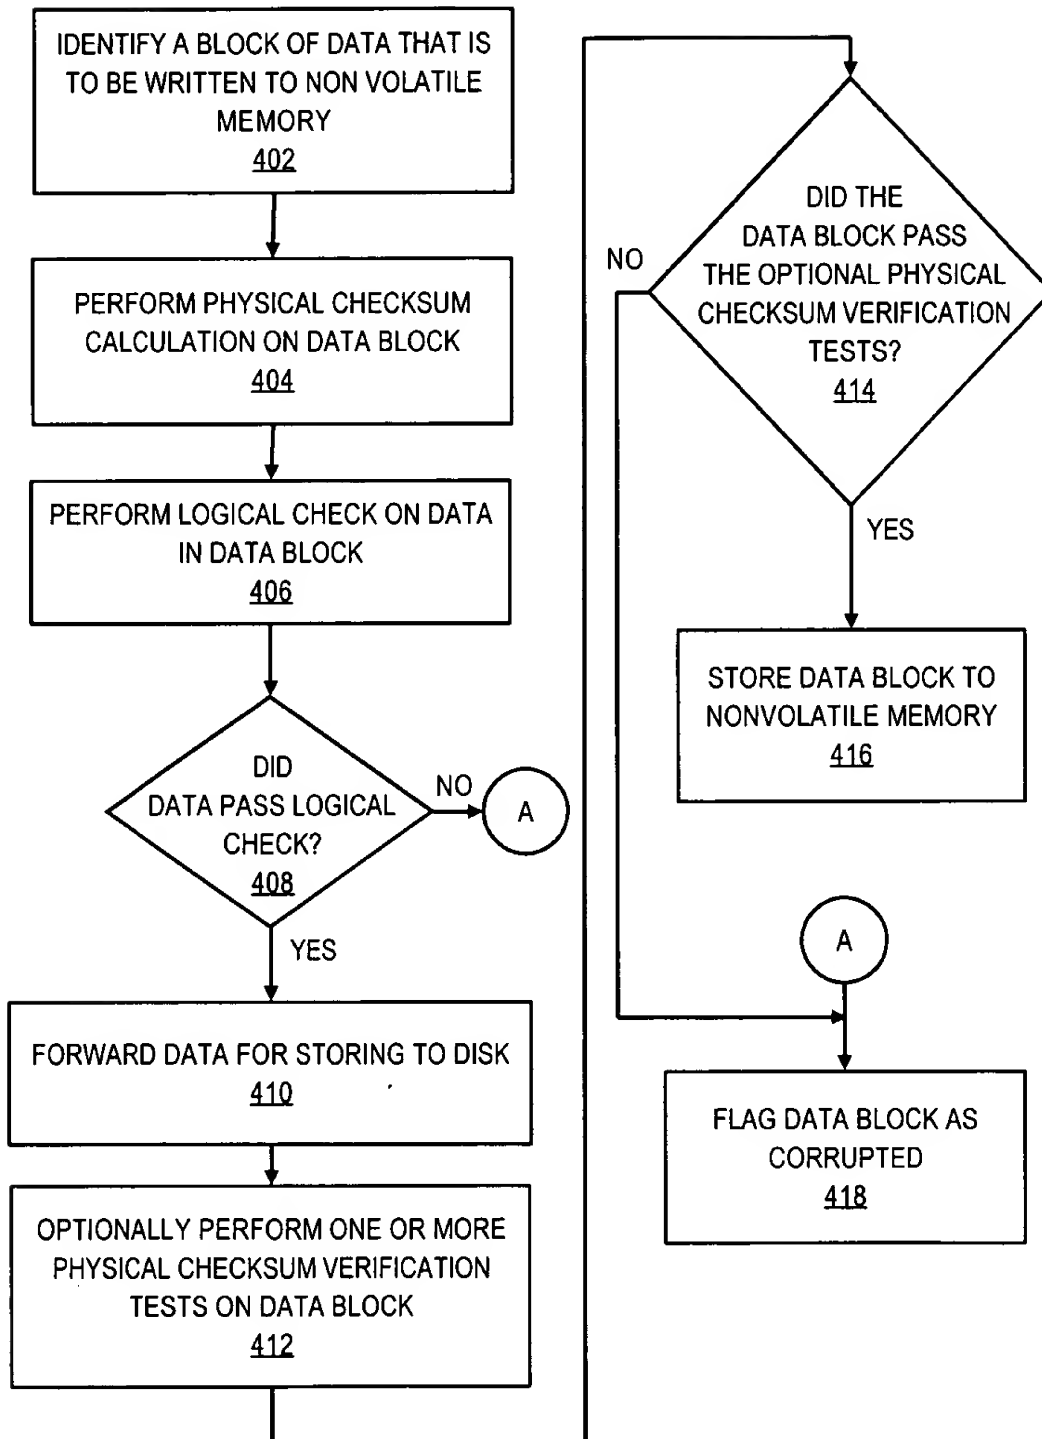 IDENTIFY A BLOCK OF DATA THAT IS
TO BE WRITTEN TO NON VOLATILE
MEMORY
402
PERFORM PHYSICAL CHECKSUM
CALCULATION ON DATA BLOCK
404
PERFORM LOGICAL CHECK ON DATA
IN DATA BLOCK
406
DID
DATA PASS LOGICAL
CHECK?
408
NO
A
YES
FORWARD DATA FOR STORING TO DISK
410
OPTIONALLY PERFORM ONE OR MORE
PHYSICAL CHECKSUM VERIFICATION
TESTS ON DATA BLOCK
412
DID THE
DATA BLOCK PASS
THE OPTIONAL PHYSICAL
CHECKSUM VERIFICATION
TESTS?
414
NO
YES
STORE DATA BLOCK TO
NONVOLATILE MEMORY
416
A
FLAG DATA BLOCK AS
CORRUPTED
418